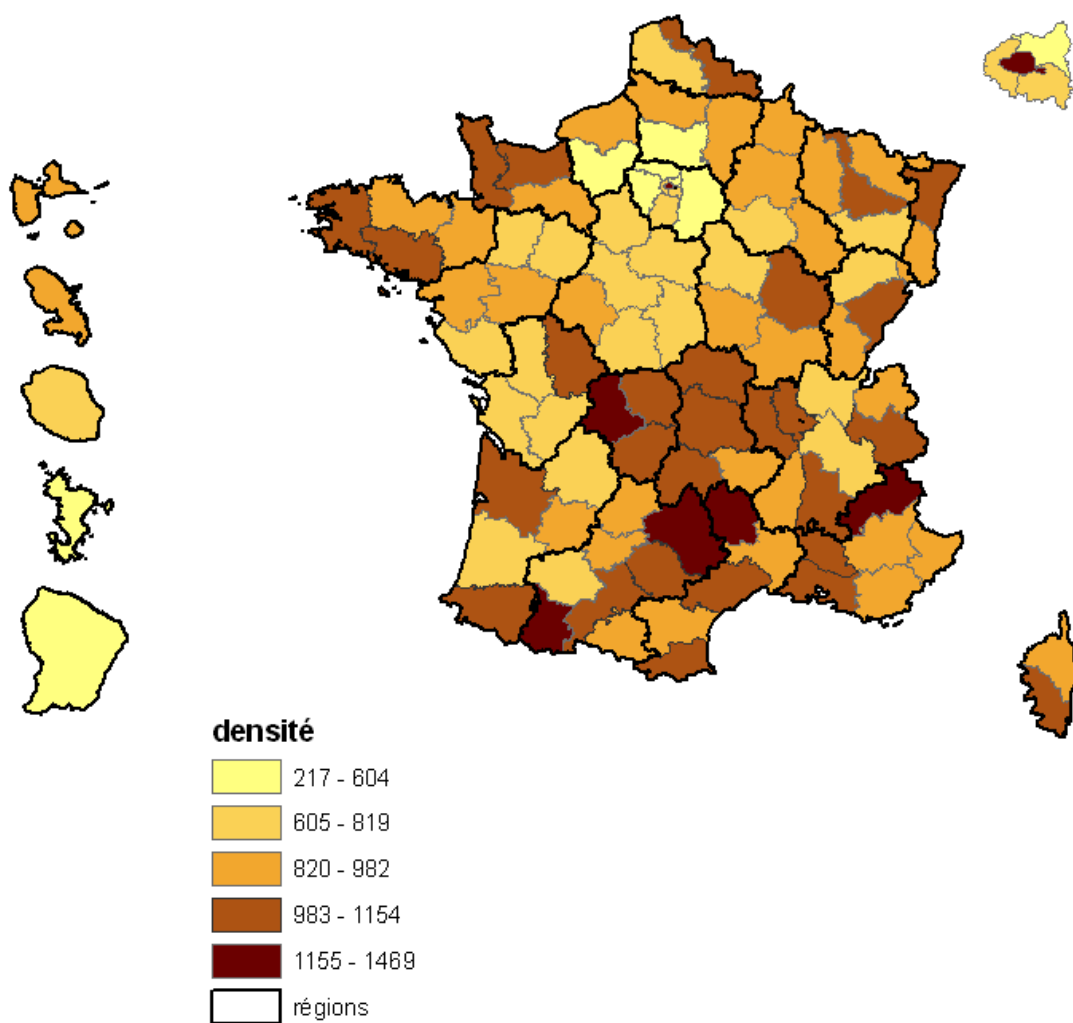 densité
217 - 604
605 - 819
820 - 982
983 - 1154
1155 - 1469
régions